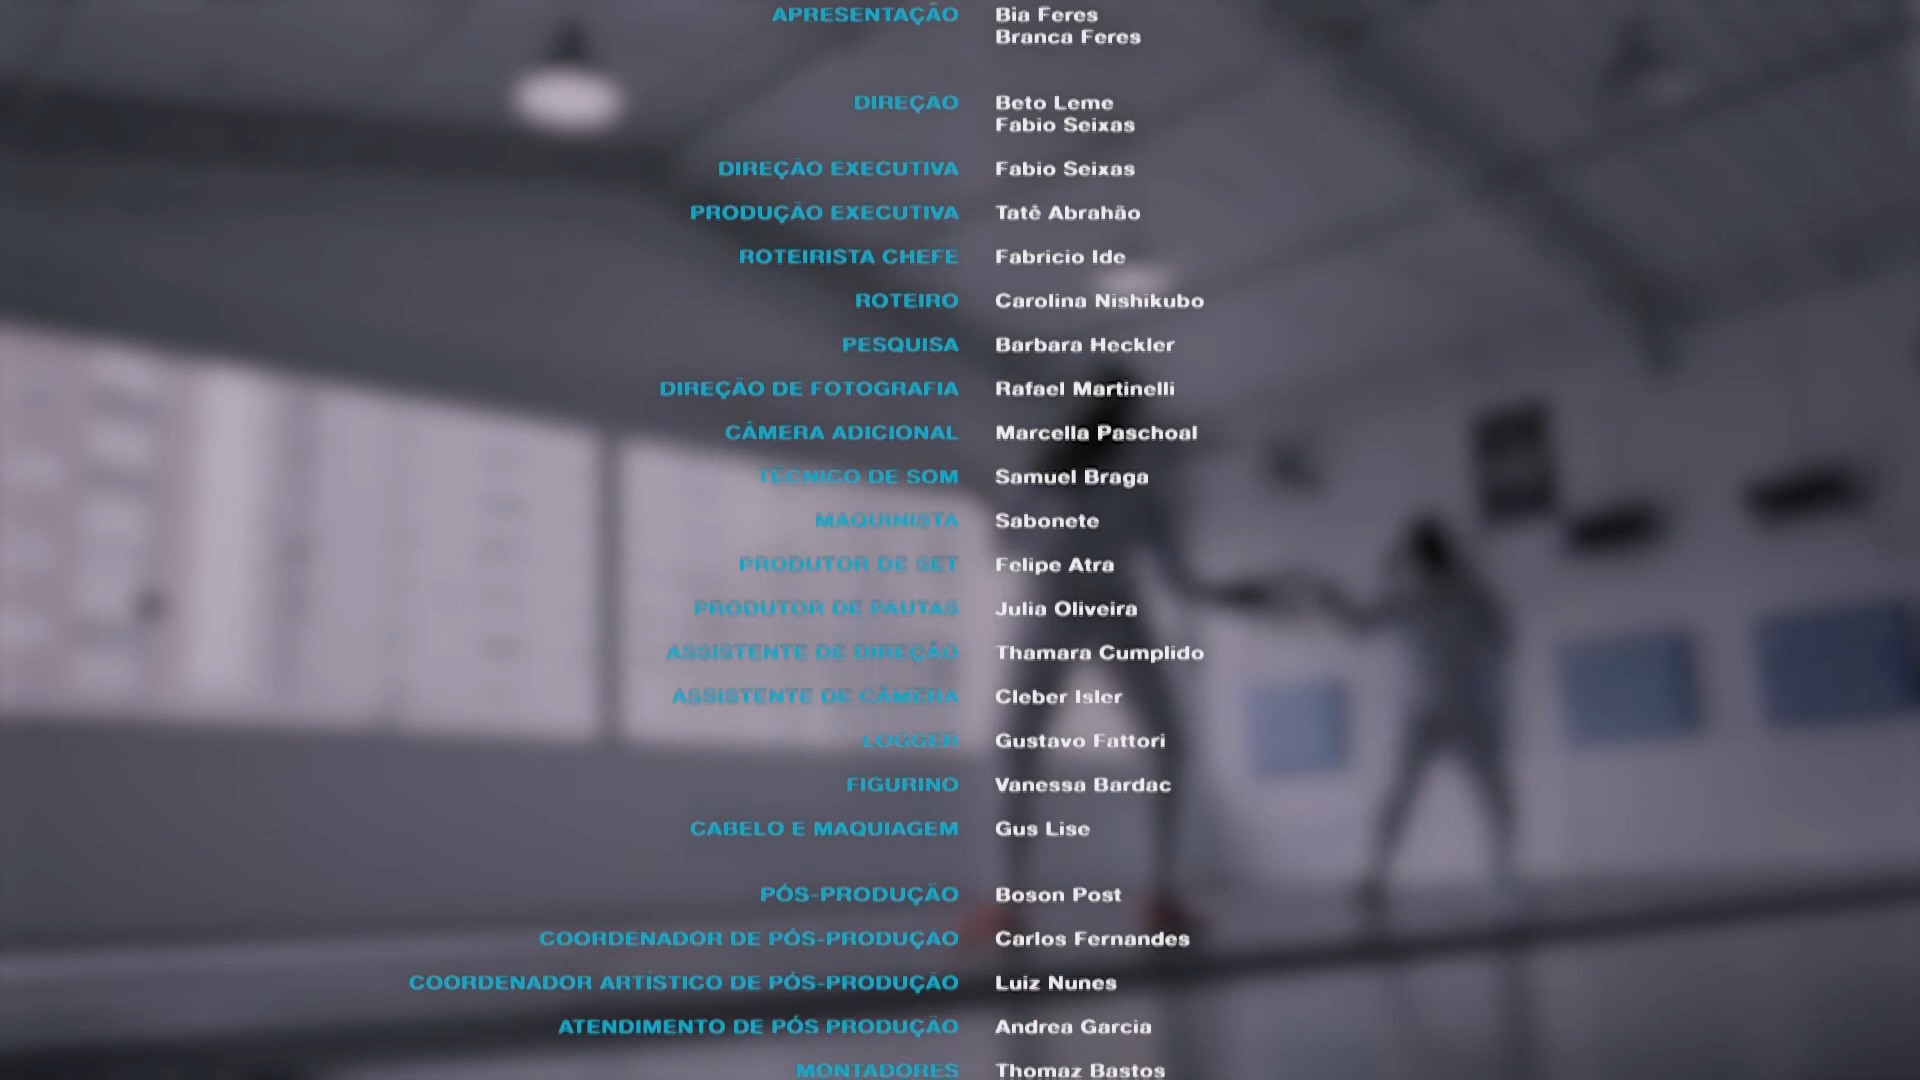 APRESENTAÇÃO Bia Feres
Branca Feres
DIREÇÃO Beto Leme
Fabio Seixas
DIREÇÃO EXECUTIVA Fabio Seixas
PRODUÇÃO EXECUTIVA Tatê Abrahão
ROTEIRISTA CHEFE Fabricio Ide
ROTEIRO Carolina Nishikubo
PESQUISA Barbara Heckler
DIREÇÃO DE FOTOGRAFIA Rafael Martinelli
CÂMERA ADICIONAL Marcella Paschoal
TÉCNICO DE SOM Samuel Braga
MAQUINISTA Sabonete
PRODUTOR DE SET Felipe Atra
PRODUTOR DE PAUTAS Julia Oliveira
ASSISTENTE DE DIREÇÃO Thamara Cumplido
ASSISTENTE DE CÂMERA Cleber Isler
LOGGER Gustavo Fattori
FIGURINO Vanessa Bardac
CABELO E MAQUIAGEM Gus Lise
PÓS-PRODUÇÃO Boson Post
COORDENADOR DE PÓS-PRODUÇÃO Carlos Fernandes
COORDENADOR ARTÍSTICO DE PÓS-PRODUÇÃO Luiz Nunes
ATENDIMENTO DE PÓS PRODUÇÃO Andrea Garcia
MONTADORES Thomaz Bastos